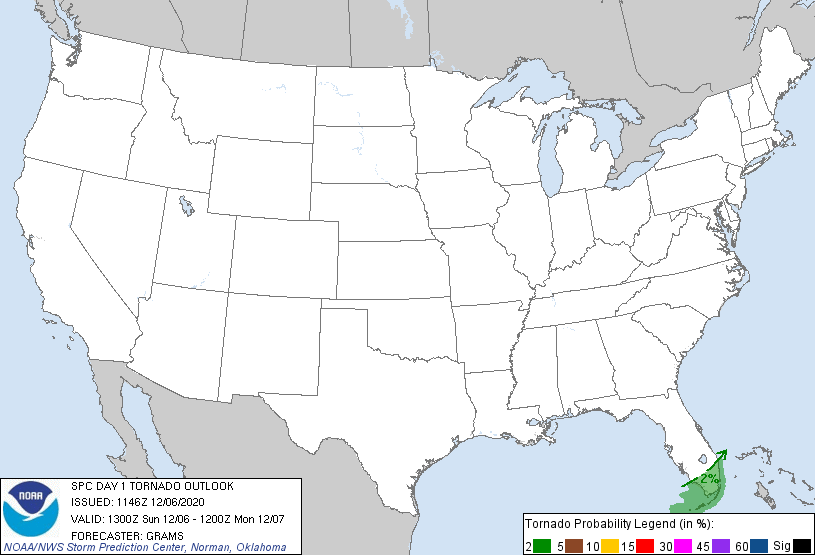 2%
NOAA
SPC DAY 1 TORNADO OUTLOOK
ISSUED: 1146Z 12/06/2020
VALID: 1300Z Sun 12/06 - 1200Z Mon 12/07
FORECASTER: GRAMS
NOAA/NWS Storm Prediction Center, Norman, Oklahoma
Tornado Probability Legend (in %):
2 5 10 15 30 45 60 Sig